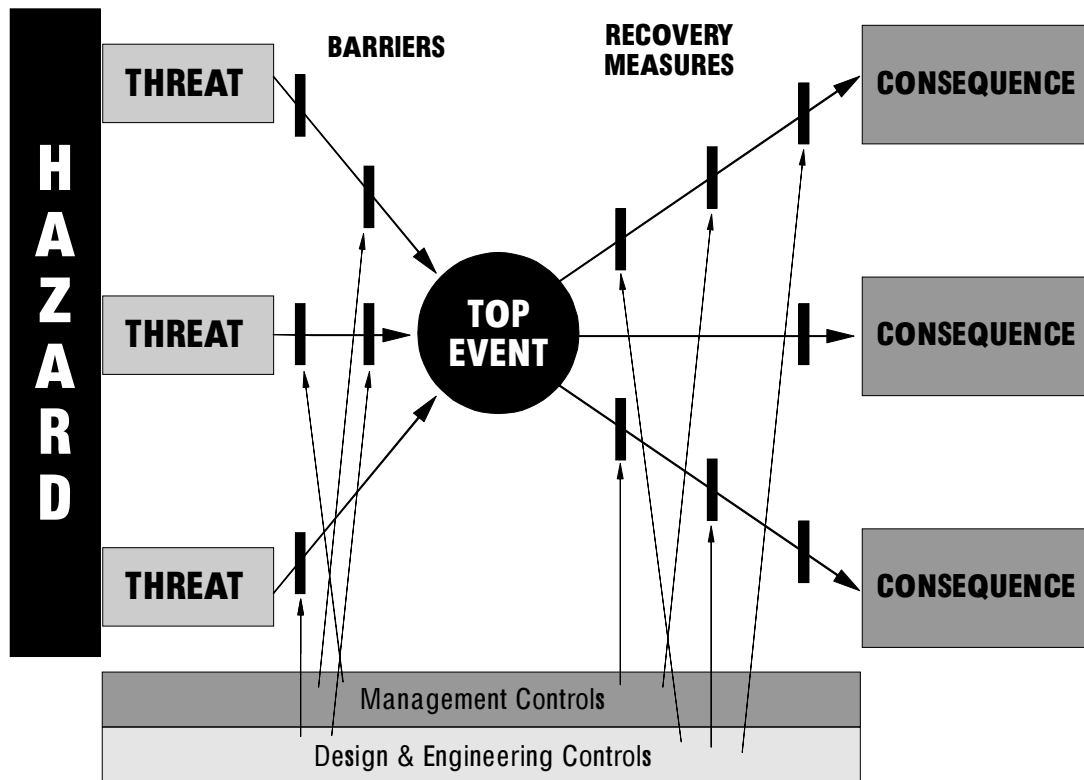 HAZARD
THREAT
THREAT
THREAT
BARRIERS
TOP
EVENT
RECOVERY
MEASURES
CONSEQUENCE
CONSEQUENCE
CONSEQUENCE
Management Controls
Design & Engineering Controls